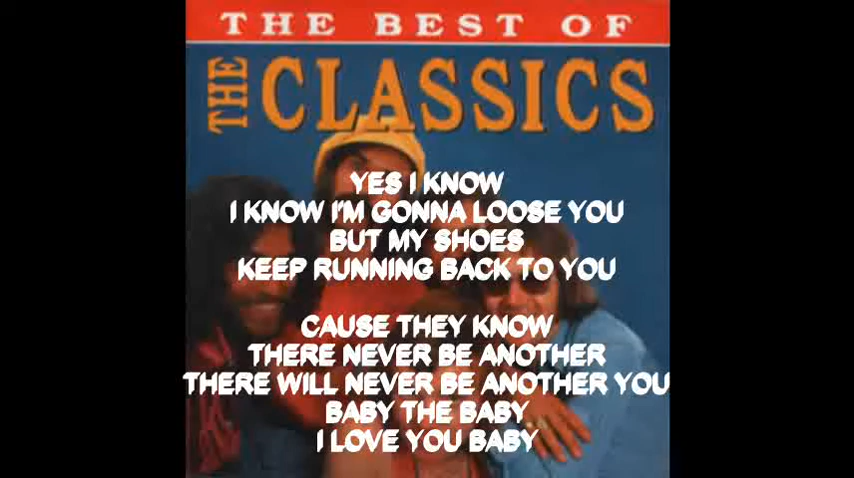 THE BEST OF
THE CLASSICS
YES I KNOW
I KNOW I'M GONNA LOOSE YOU
BUT MY SHOES
KEEP RUNNING BACK TO YOU
CAUSE THEY KNOW
THERE NEVER BE ANOTHER
THERE WILL NEVER BE ANOTHER YOU
BABY THE BABY
I LOVE YOU BABY